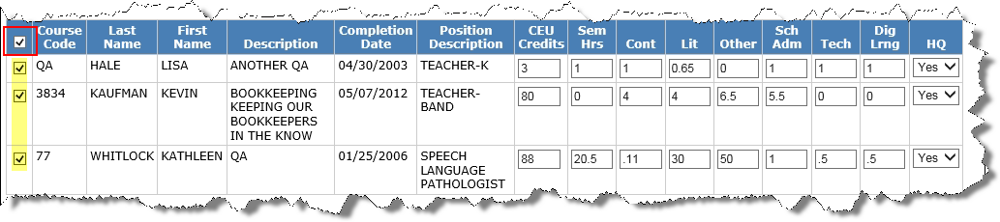 Course Code Last Name First Name Description Completion Date Position Description CEU Credits Sem Hrs Cont Lit Other Sch Adm Tech Dig Lrng HQ
QA HALE LISA ANOTHER QA 04/30/2003 TEACHER-K 3 1 1 0.65 0 1 1 1 Yes
3834 KAUFMAN KEVIN BOOKKEEPING 05/07/2012 TEACHER- 80 0 4 4 6.5 5.5 0 0 Yes
KEEPING OUR BAND
BOOKKEEPERS
IN THE KNOW
77 WHITLOCK KATHLEEN QA 01/25/2006 SPEECH 88 20.5 .11 30 50 1 .5 .5 Yes
LANGUAGE
PATHOLOGIST